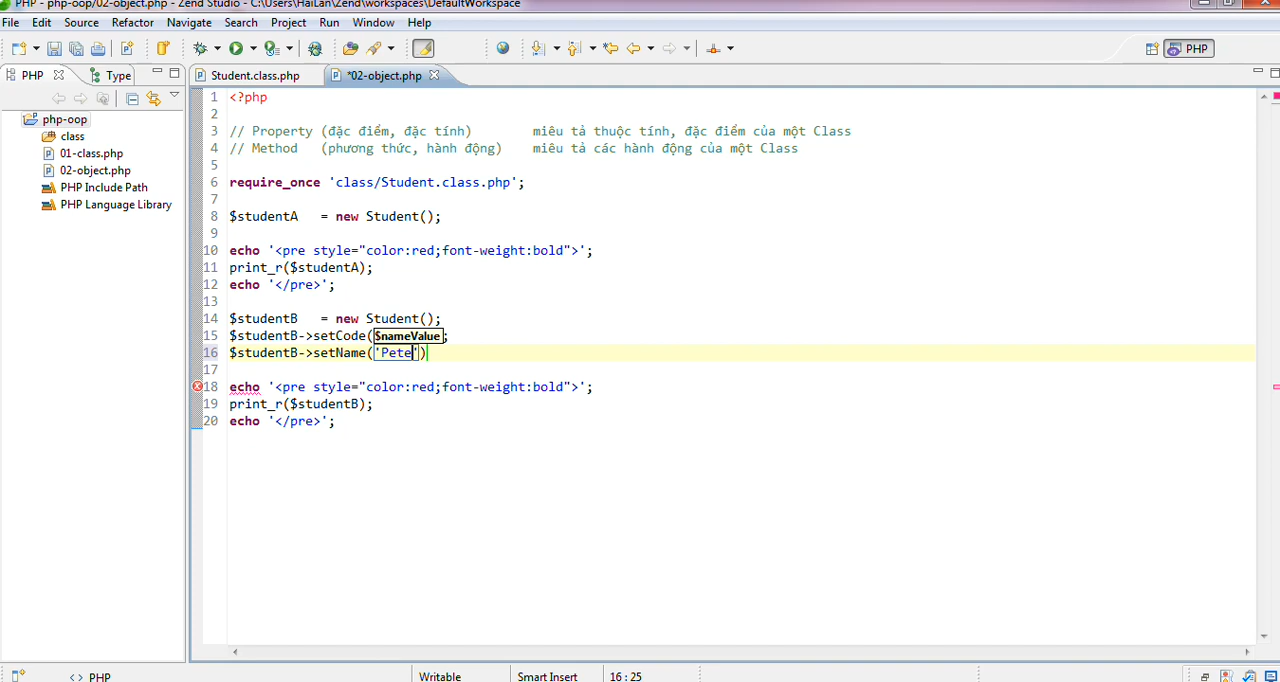 PHP - php-oop/02-object.php - Zend Studio - C:\Users\HaiLan\Zend\workspaces\DefaultWorkspace
File Edit Source Refactor Navigate Search Project Run Window Help
PHP
PHP Type
Student.class.php *02-object.php
php-oop
class
01-class.php
02-object.php
PHP Include Path
PHP Language Library
1 <?php
2
3 // Property (đặc điểm, đặc tính) miêu tả thuộc tính, đặc điểm của một Class
4 // Method (phương thức, hành động) miêu tả các hành động của một Class
5
6 require_once 'class/Student.class.php';
7
8 $studentA = new Student();
9
10 echo '<pre style="color:red;font-weight:bold">';
11 print_r($studentA);
12 echo '</pre>';
13
14 $studentB = new Student();
15 $studentB->setCode($nameValue;
16 $studentB->setName('Pete')
17
18 echo '<pre style="color:red;font-weight:bold">';
19 print_r($studentB);
20 echo '</pre>';
<> PHP Writable Smart Insert 16 : 25